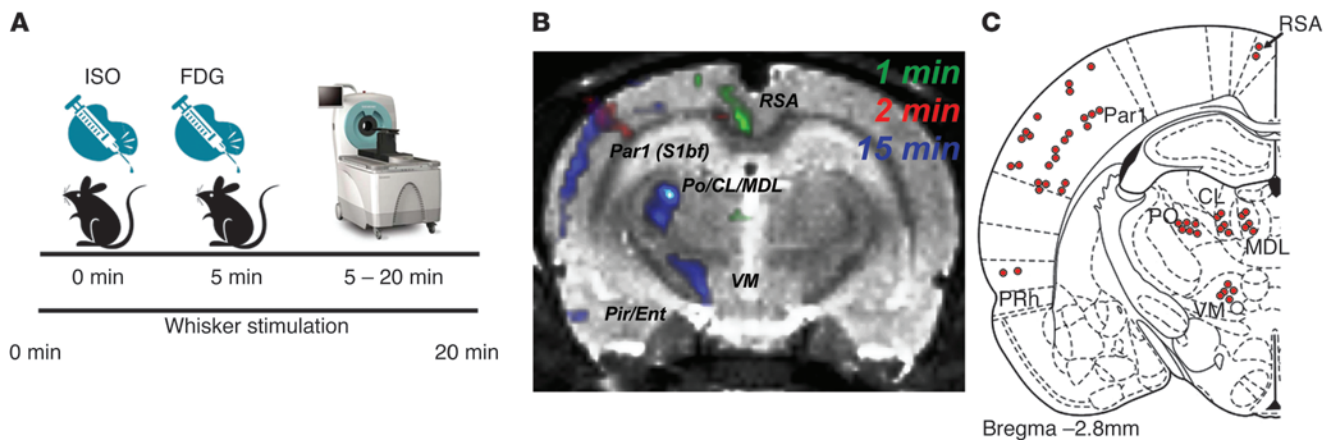 A
ISO
FDG
0 min
5 min
5 – 20 min
Whisker stimulation
0 min
20 min
B
1 min
2 min
15 min
RSA
Par1 (S1bf)
Po/CL/MDL
VM
Pir/Ent
C
RSA
Par1
CL
PO
MDL
PRh
VM
Bregma –2.8mm